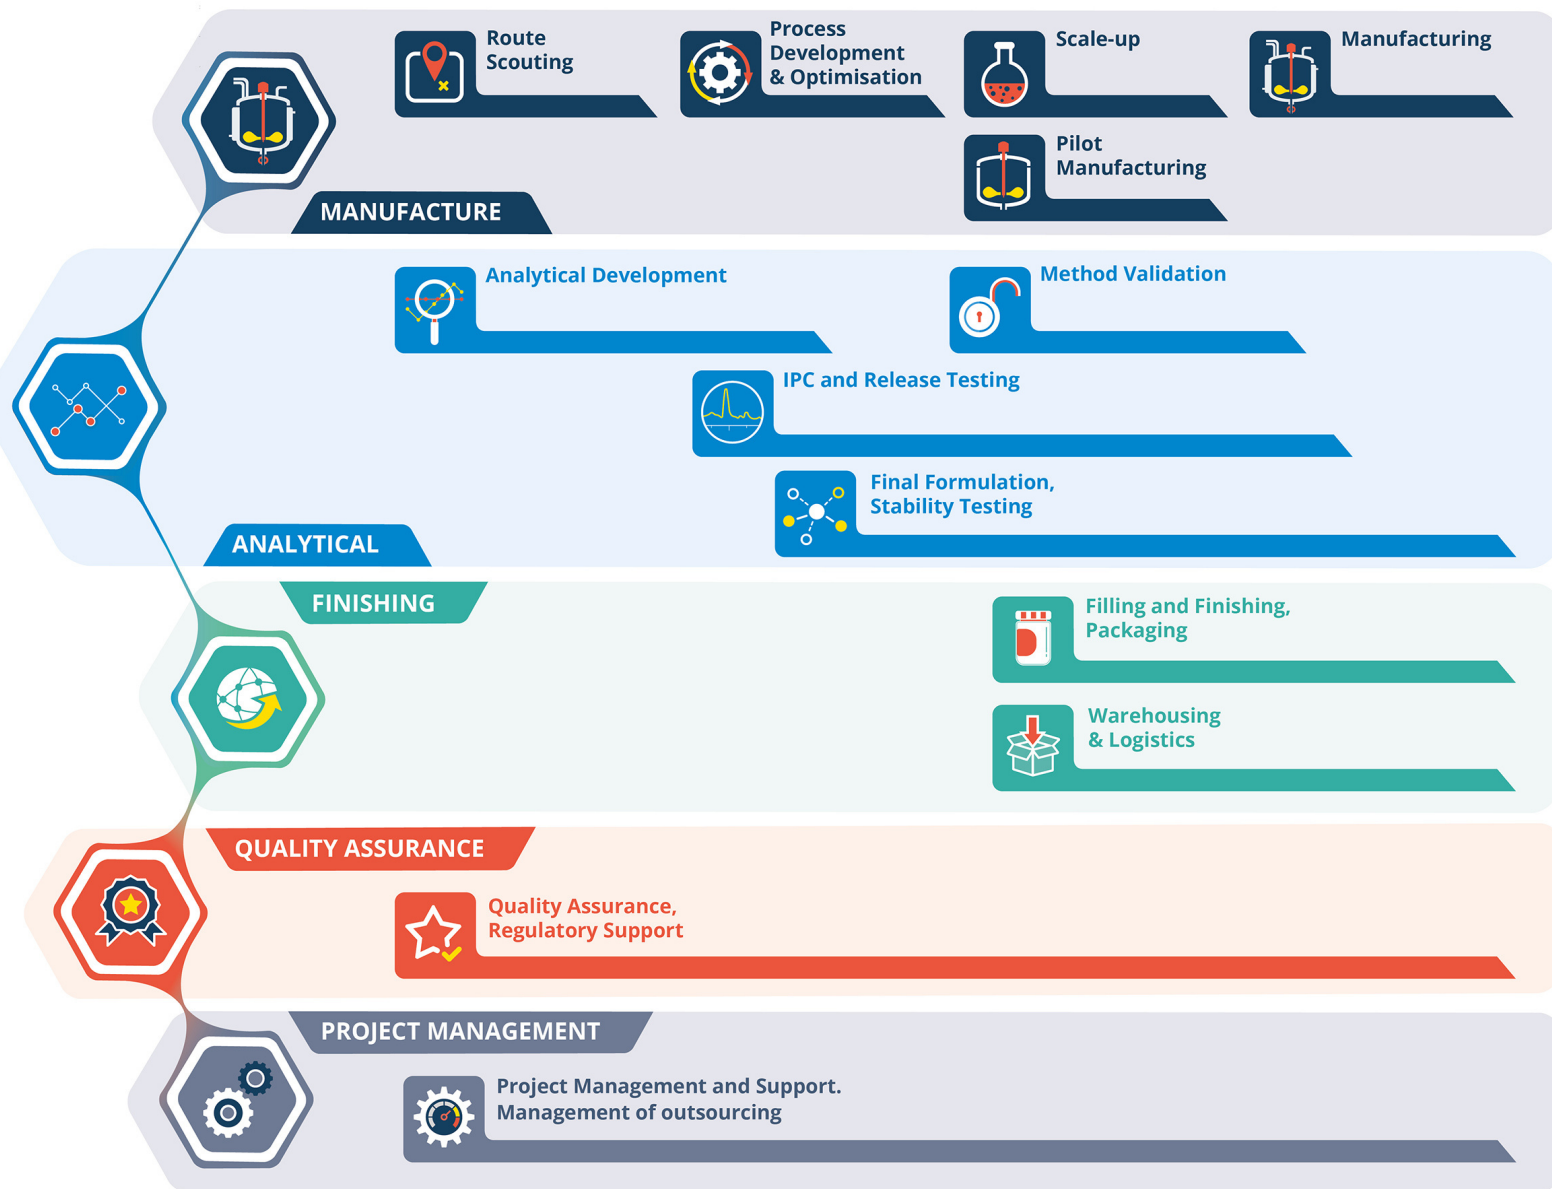 Route
Scouting
Process
Development
& Optimisation
Scale-up
Manufacturing
Pilot
Manufacturing
MANUFACTURE
Analytical Development
Method Validation
IPC and Release Testing
Final Formulation,
Stability Testing
ANALYTICAL
FINISHING
Filling and Finishing,
Packaging
Warehousing
& Logistics
QUALITY ASSURANCE
Quality Assurance,
Regulatory Support
PROJECT MANAGEMENT
Project Management and Support.
Management of outsourcing